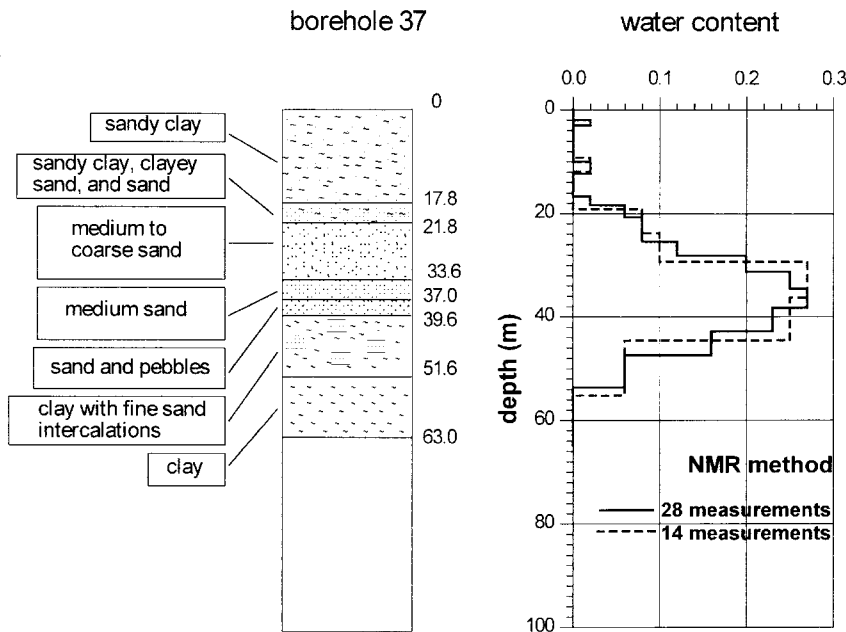 borehole 37
water content
0.0 0.1 0.2 0.3
0
sandy clay
sandy clay, clayey
sand, and sand
medium to
coarse sand
medium sand
sand and pebbles
clay with fine sand
intercalations
clay
0
17.8
21.8
33.6
37.0
39.6
51.6
63.0
depth (m)
20
40
60
80
100
NMR method
28 measurements
14 measurements